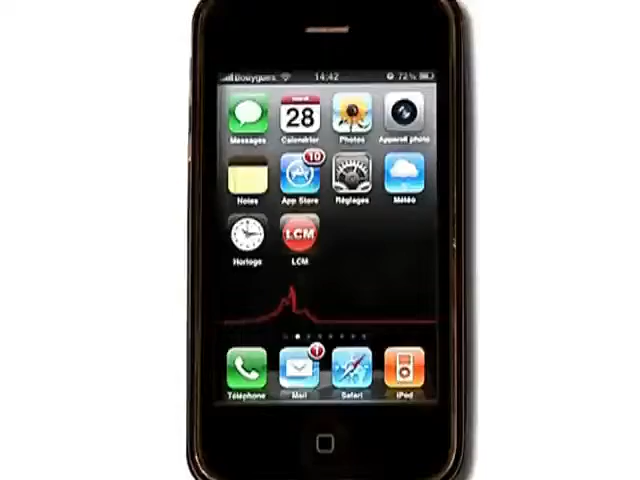 Bouygues 14:42 72%
28
Messages Calendrier Photos Appareil photo
10
Notes App Store Réglages Météo
LCM
Horloge LCM
1
Téléphone Mail Safari iPod